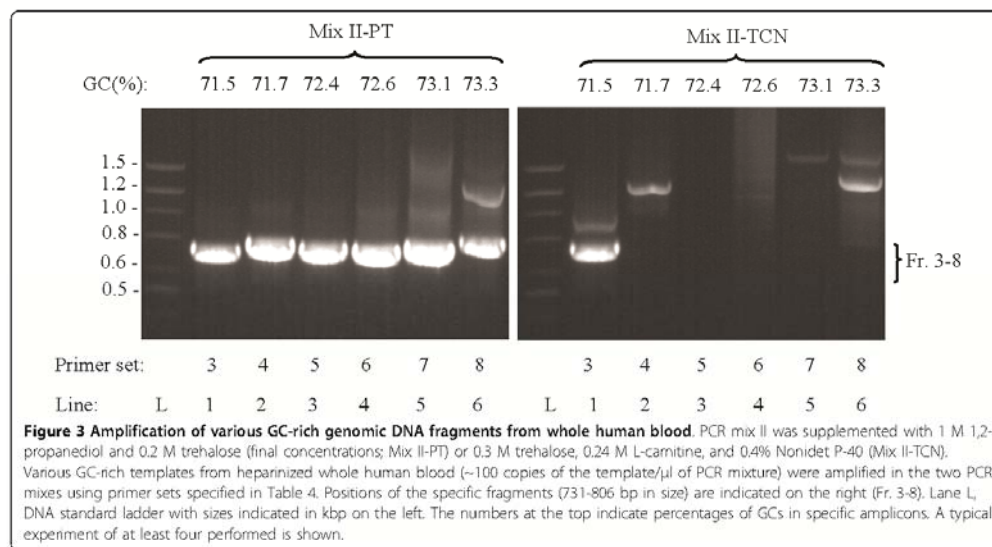 Mix II-PT Mix II-TCN
GC(%): 71.5 71.7 72.4 72.6 73.1 73.3 71.5 71.7 72.4 72.6 73.1 73.3
1.5 -
1.2 -
1.0 -
0.8 -
0.6 -
0.5 -
Fr. 3-8
Primer set: 3 4 5 6 7 8 3 4 5 6 7 8
Line: L 1 2 3 4 5 6 L 1 2 3 4 5 6
Figure 3 Amplification of various GC-rich genomic DNA fragments from whole human blood. PCR mix II was supplemented with 1 M 1,2-
propanediol and 0.2 M trehalose (final concentrations; Mix II-PT) or 0.3 M trehalose, 0.24 M L-carnitine, and 0.4% Nonidet P-40 (Mix II-TCN).
Various GC-rich templates from heparinized whole human blood (~100 copies of the template/μl of PCR mixture) were amplified in the two PCR
mixes using primer sets specified in Table 4. Positions of the specific fragments (731-806 bp in size) are indicated on the right (Fr. 3-8). Lane L,
DNA standard ladder with sizes indicated in kbp on the left. The numbers at the top indicate percentages of GCs in specific amplicons. A typical
experiment of at least four performed is shown.